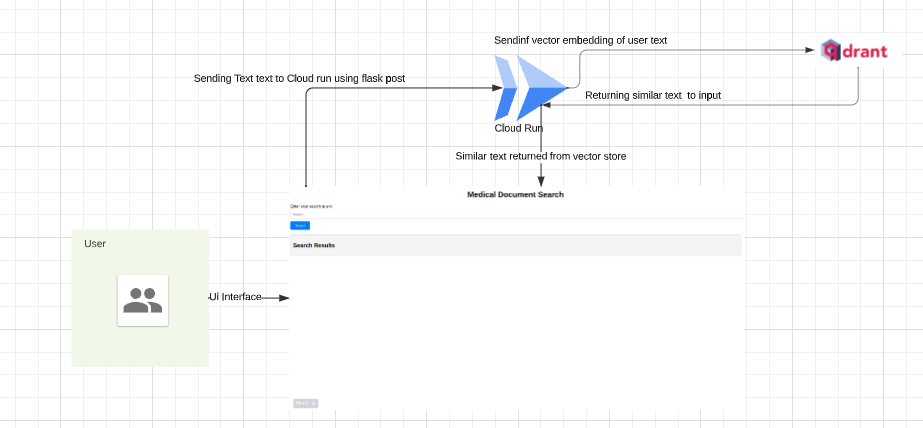 Sendinf vector embedding of user text
qdrant
Sending Text text to Cloud run using flask post
Returning similar text to input
Cloud Run
Similar text returned from vector store
Medical Document Search
Enter your search query
Search
Search Results
User
Ui Interface